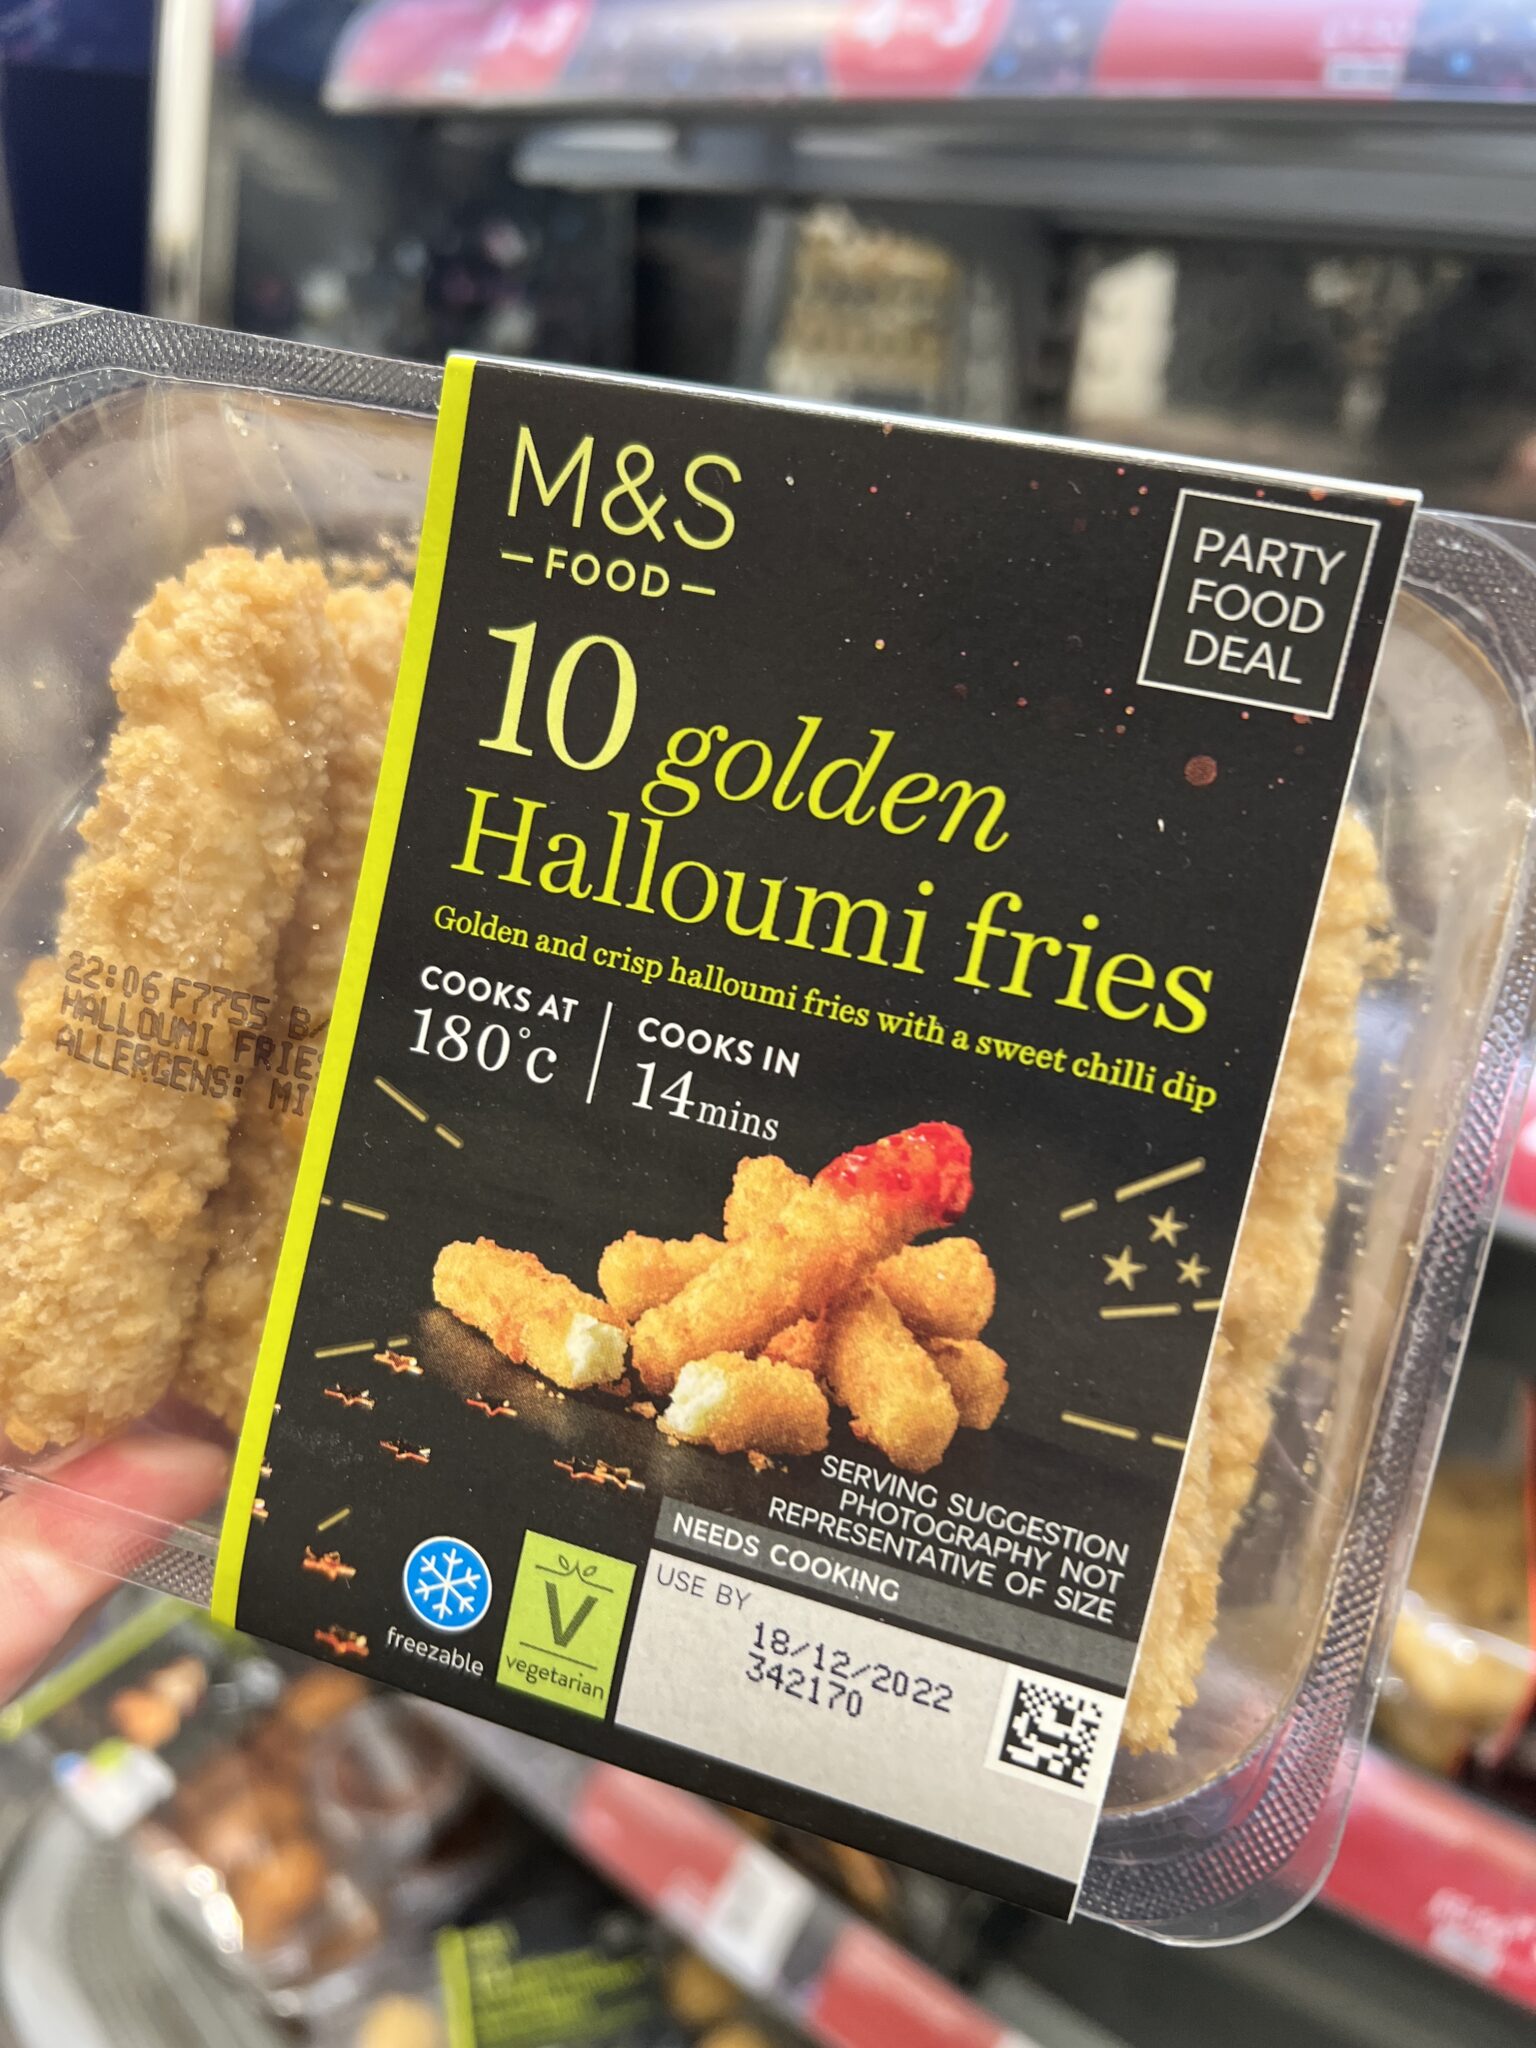 M&S
FOOD
PARTY
FOOD
DEAL
10 golden
Halloumi fries
Golden and crisp halloumi fries with a sweet chilli dip
COOKS AT
180°C
COOKS IN
14mins
22:06 F7755 B
HALLOUMI FRIES
ALLERGENS: MI
SERVING SUGGESTION
PHOTOGRAPHY NOT
REPRESENTATIVE OF SIZE
NEEDS COOKING
USE BY
18/12/2022
342170
freezable
V
vegetarian